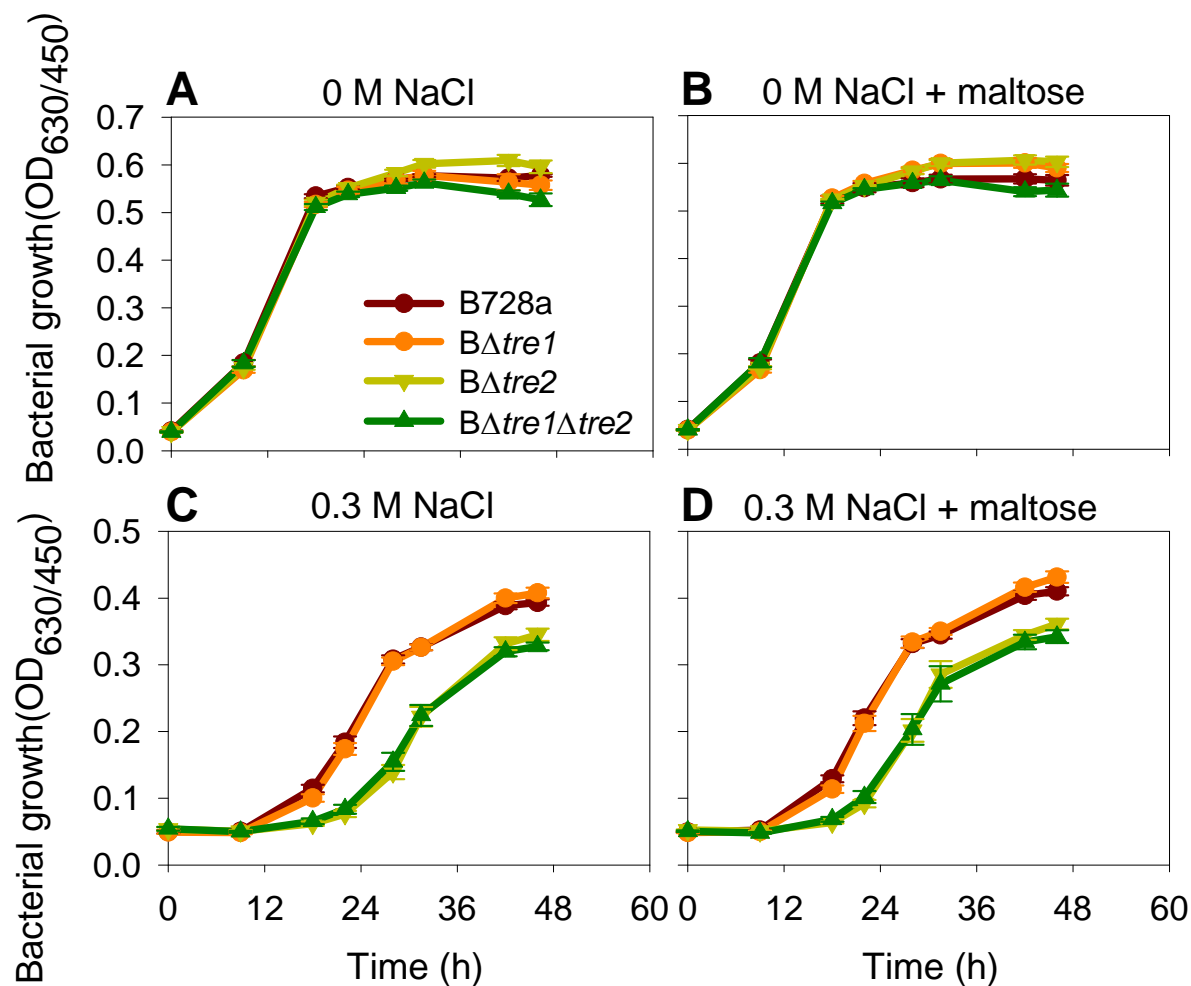 A 0 M NaCl
B 0 M NaCl + maltose
Bacterial growth(OD630/450)
0.7
0.6
0.5
0.4
0.3
0.2
0.1
0.0
B728a
BΔtre1
BΔtre2
BΔtre1Δtre2
C 0.3 M NaCl
D 0.3 M NaCl + maltose
Bacterial growth(OD630/450)
0.5
0.4
0.3
0.2
0.1
0.0
0 12 24 36 48 60 0 12 24 36 48 60
Time (h)
Time (h)